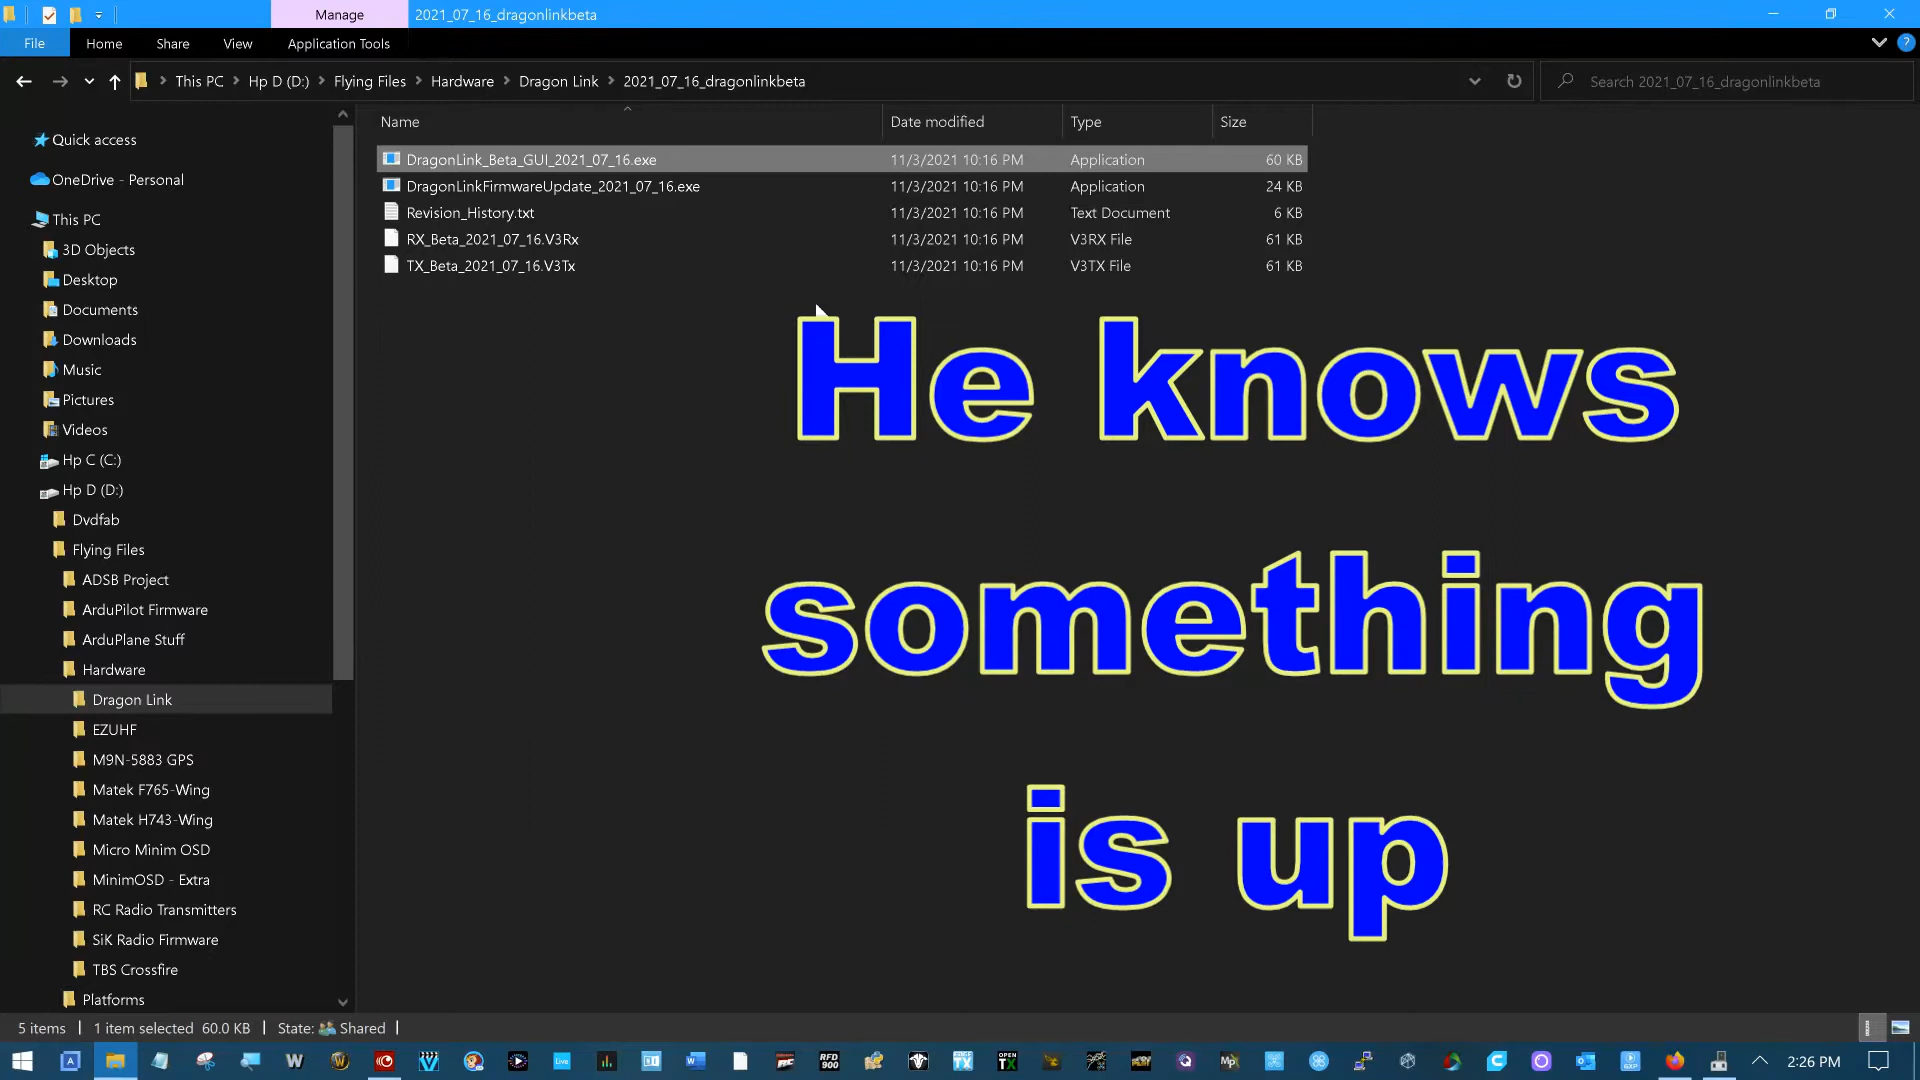 Manage
2021_07_16_dragonlinkbeta
File
Home
Share
View
Application Tools
This PC
Hp D (D:)
Flying Files
Hardware
Dragon Link
2021_07_16_dragonlinkbeta
Search 2021_07_16_dragonlinkbeta
Name
Date modified
Type
Size
DragonLink_Beta_GUI_2021_07_16.exe 11/3/2021 10:16 PM Application 60 KB
DragonLinkFirmwareUpdate_2021_07_16.exe 11/3/2021 10:16 PM Application 24 KB
Revision_History.txt 11/3/2021 10:16 PM Text Document 6 KB
RX_Beta_2021_07_16.V3Rx 11/3/2021 10:16 PM V3RX File 61 KB
TX_Beta_2021_07_16.V3Tx 11/3/2021 10:16 PM V3TX File 61 KB
Quick access
OneDrive - Personal
This PC
3D Objects
Desktop
Documents
Downloads
Music
Pictures
Videos
Hp C (C:)
Hp D (D:)
Dvdfab
Flying Files
ADSB Project
ArduPilot Firmware
ArduPlane Stuff
Hardware
Dragon Link
EZUHF
M9N-5883 GPS
Matek F765-Wing
Matek H743-Wing
Micro Minim OSD
MinimOSD - Extra
RC Radio Transmitters
SiK Radio Firmware
TBS Crossfire
Platforms
He knows
something
is up
5 items
1 item selected 60.0 KB
State: Shared
RFD
900
OPEN
TX
2:26 PM